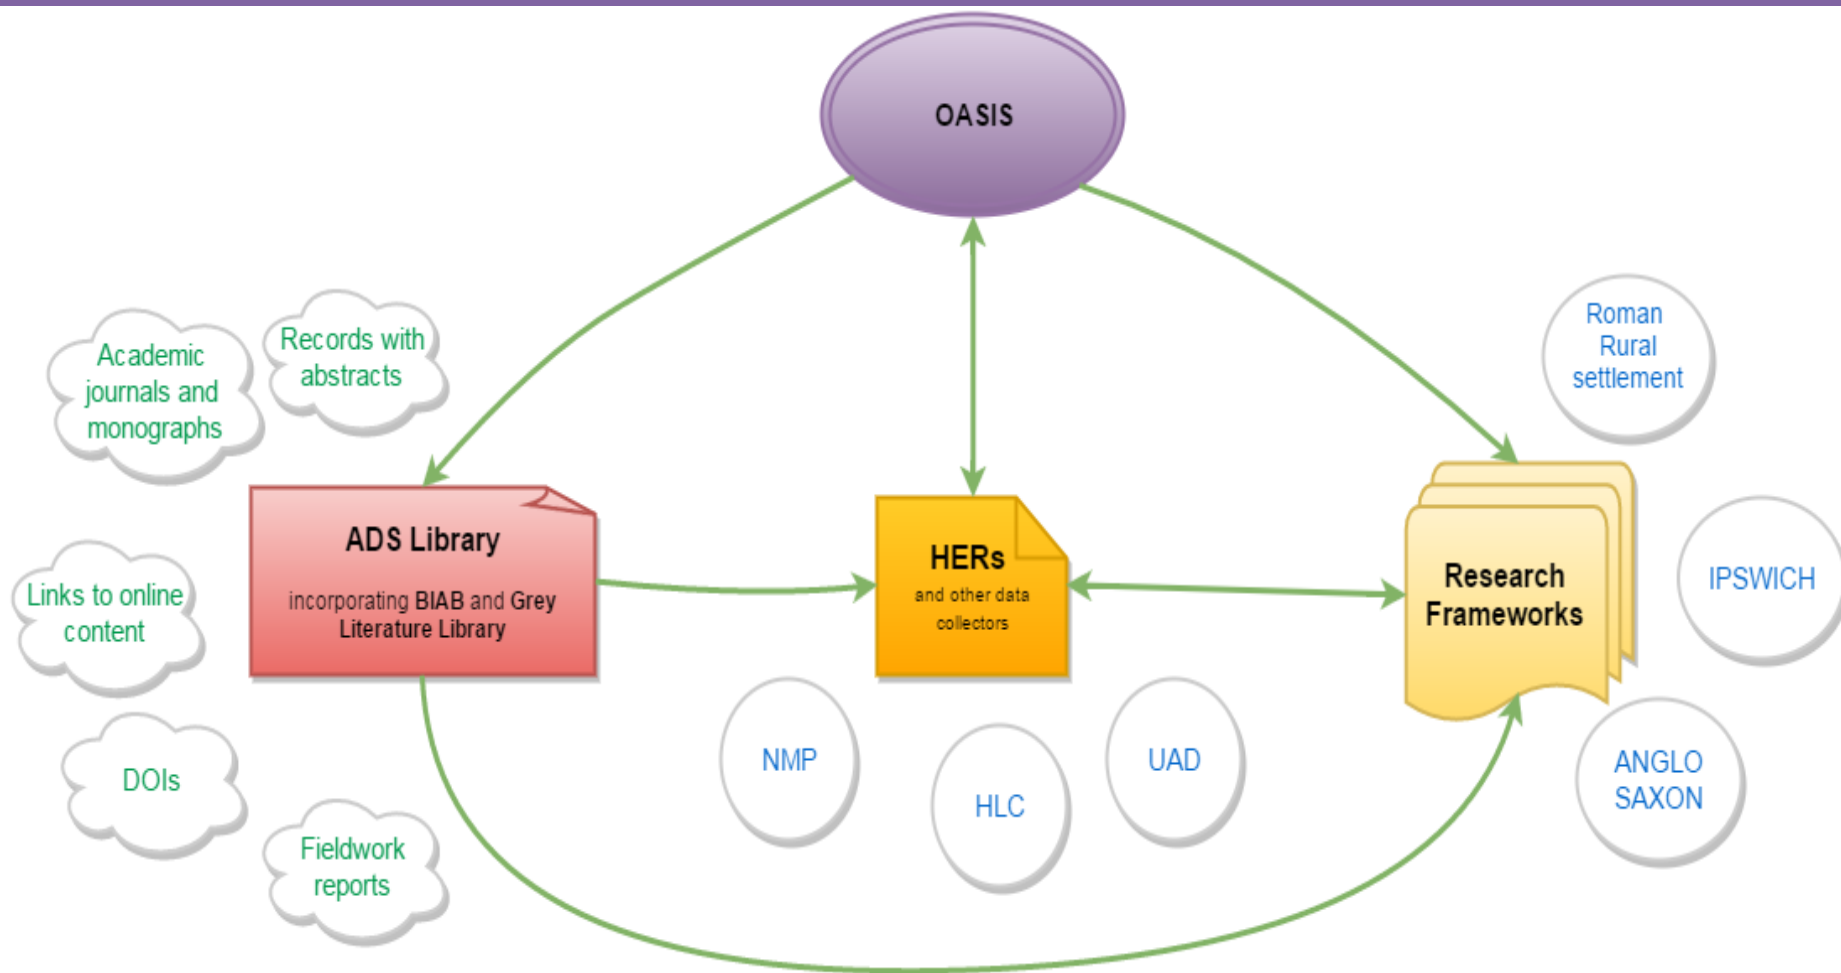 OASIS
Academic
journals and
monographs
Records with
abstracts
Roman
Rural
settlement
ADS Library
incorporating BIAB and Grey
Literature Library
HERs
and other data
collectors
Research
Frameworks
IPSWICH
Links to online
content
DOIs
NMP
HLC
UAD
ANGLO
SAXON
Fieldwork
reports